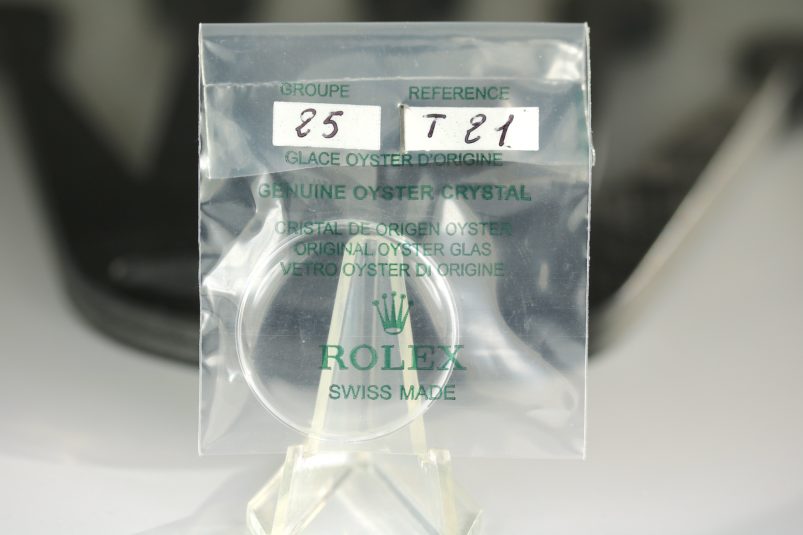 GROUPE REFERENCE
25 T 21
GLACE OYSTER D'ORIGINE
GENUINE OYSTER CRYSTAL
CRISTAL DE ORIGEN OYSTER
ORIGINAL OYSTER GLAS
VETRO OYSTER DI ORIGINE
ROLEX
SWISS MADE